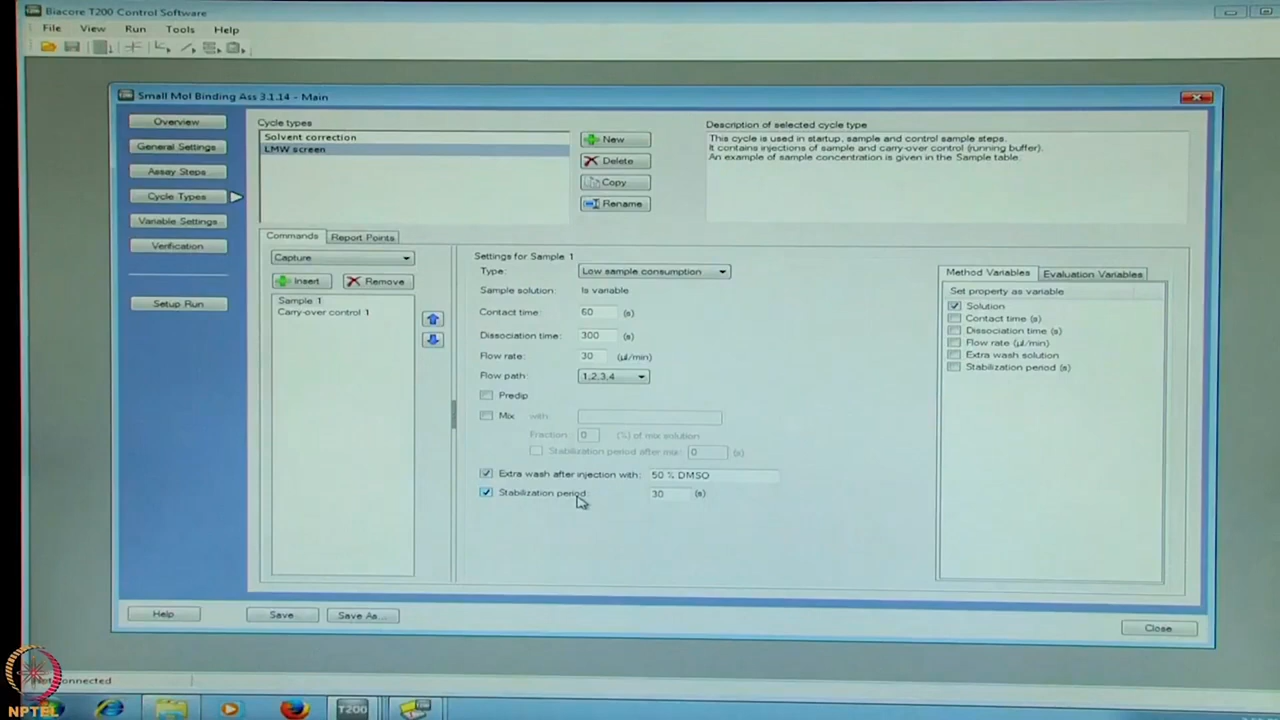 Biacore T200 Control Software
File View Run Tools Help
Small Mol Binding Ass 3.1.14 - Main
Overview
General Settings
Assay Steps
Cycle Types
Variable Settings
Verification
Setup Run
Cycle types
Solvent correction
LMW screen
New
Delete
Copy
Rename
Description of selected cycle type
This cycle is used in startup, sample and control sample steps.
It contains injections of sample and carry-over control (running buffer).
An example of sample concentration is given in the Sample table.
Commands Report Points
Capture
Insert Remove
Sample 1
Carry-over control 1
Settings for Sample 1
Type: Low sample consumption
Sample solution: Is variable
Contact time: 60 (s)
Dissociation time: 300 (s)
Flow rate: 30 (µl/min)
Flow path: 1,2,3,4
Predip
Mix with
Fraction: 0 (%) of mix solution
Stabilization period after mix: 0 (s)
Extra wash after injection with: 50 % DMSO
Stabilization period: 30 (s)
Method Variables Evaluation Variables
Set property as variable
Solution
Contact time (s)
Dissociation time (s)
Flow rate (µl/min)
Extra wash solution
Stabilization period (s)
Help Save Save As... Close
connected
T200
NPTEL